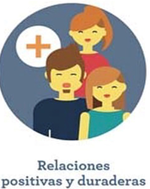 Relaciones
positivas y duraderas